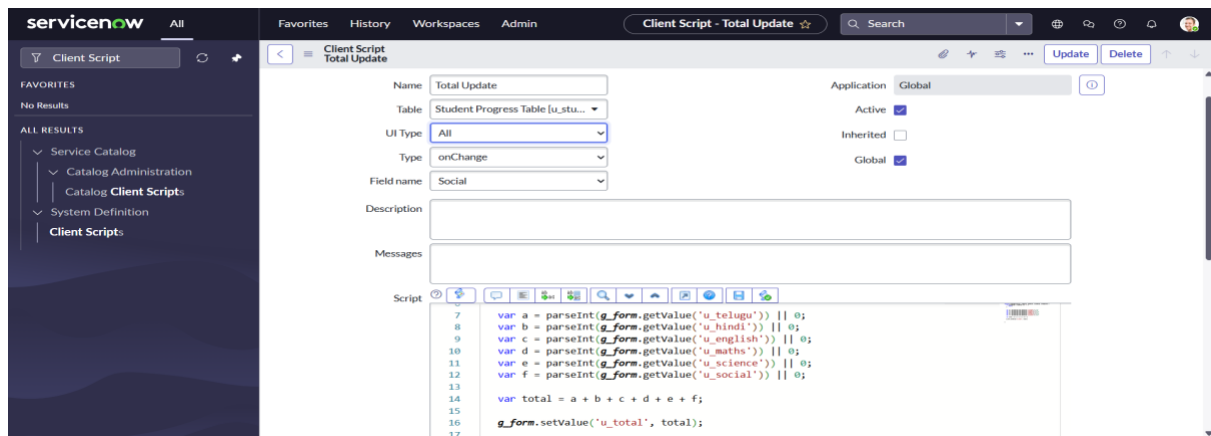 servicenow All Favorites History Workspaces Admin Client Script - Total Update ☆ Search
Client Script
Client Script
Total Update
Update Delete
FAVORITES
No Results
ALL RESULTS
Service Catalog
Catalog Administration
Catalog Client Scripts
System Definition
Client Scripts
Name Total Update
Application Global
Table Student Progress Table [u_stu...
Active
UI Type All
Inherited
Type onChange
Global
Field name Social
Description
Messages
Script
7 var a = parseInt(g_form.getValue('u_telugu')) || 0;
8 var b = parseInt(g_form.getValue('u_hindi')) || 0;
9 var c = parseInt(g_form.getValue('u_english')) || 0;
10 var d = parseInt(g_form.getValue('u_maths')) || 0;
11 var e = parseInt(g_form.getValue('u_science')) || 0;
12 var f = parseInt(g_form.getValue('u_social')) || 0;
13
14 var total = a + b + c + d + e + f;
15
16 g_form.setValue('u_total', total);
17